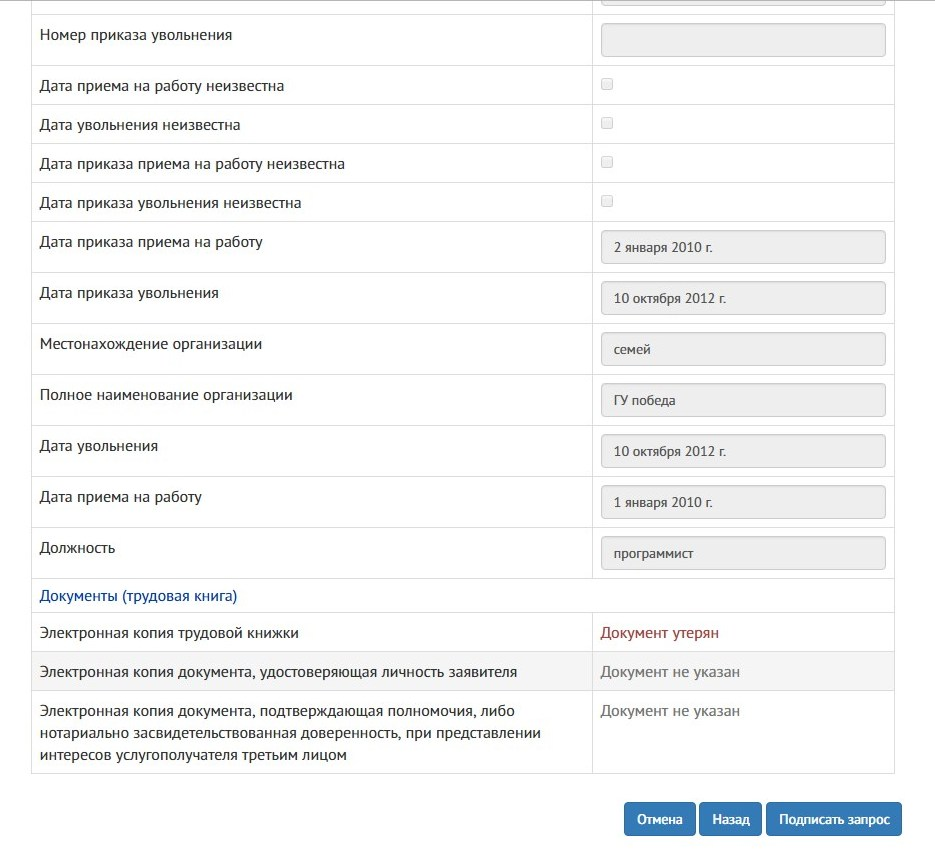 Номер приказа увольнения
Дата приема на работу неизвестна
Дата увольнения неизвестна
Дата приказа приема на работу неизвестна
Дата приказа увольнения неизвестна
Дата приказа приема на работу
2 января 2010 г.
Дата приказа увольнения
10 октября 2012 г.
Местонахождение организации
семей
Полное наименование организации
ГУ победа
Дата увольнения
10 октября 2012 г.
Дата приема на работу
1 января 2010 г.
Должность
программист
Документы (трудовая книга)
Электронная копия трудовой книжки
Документ утерян
Электронная копия документа, удостоверяющая личность заявителя
Документ не указан
Электронная копия документа, подтверждающая полномочия, либо
нотариально засвидетельствованная доверенность, при представлении
интересов услугополучателя третьим лицом
Документ не указан
Отмена
Назад
Подписать запрос